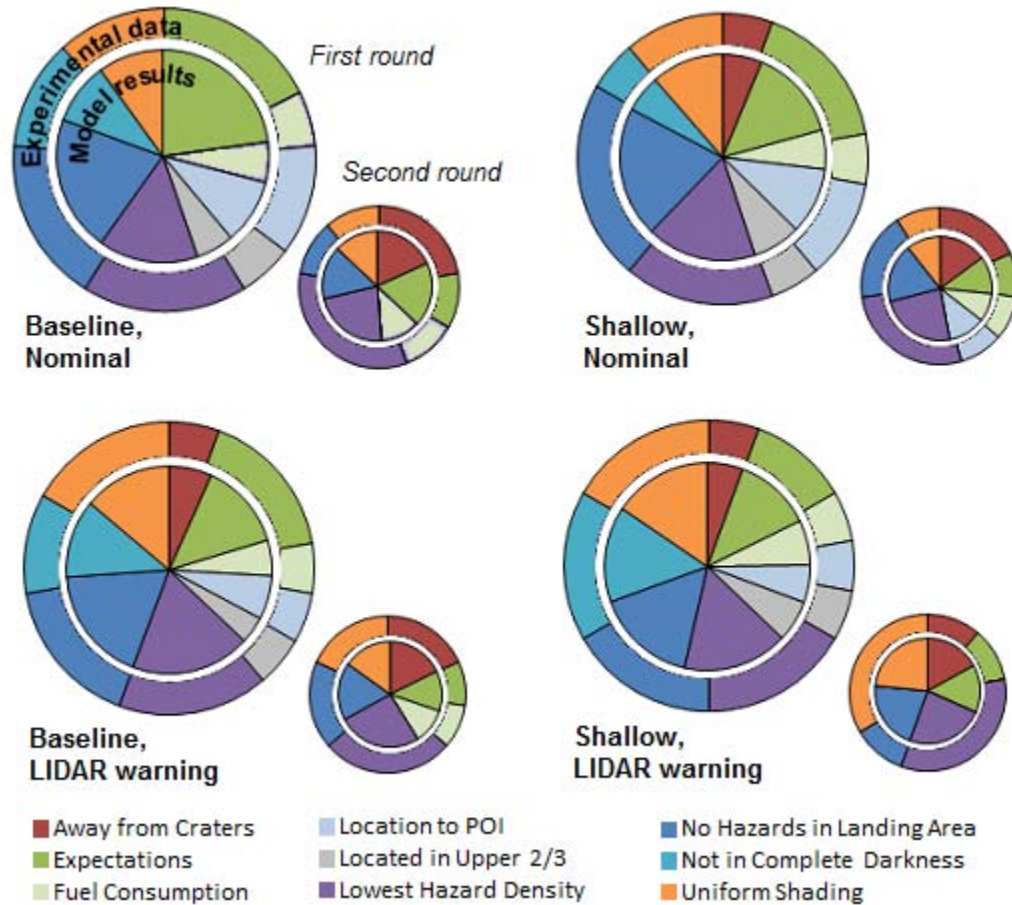 Experimental data
Model results
First round
Second round
Baseline,
Nominal
Shallow,
Nominal
Baseline,
LIDAR warning
Shallow,
LIDAR warning
Away from Craters
Location to POI
No Hazards in Landing Area
Expectations
Located in Upper 2/3
Not in Complete Darkness
Fuel Consumption
Lowest Hazard Density
Uniform Shading